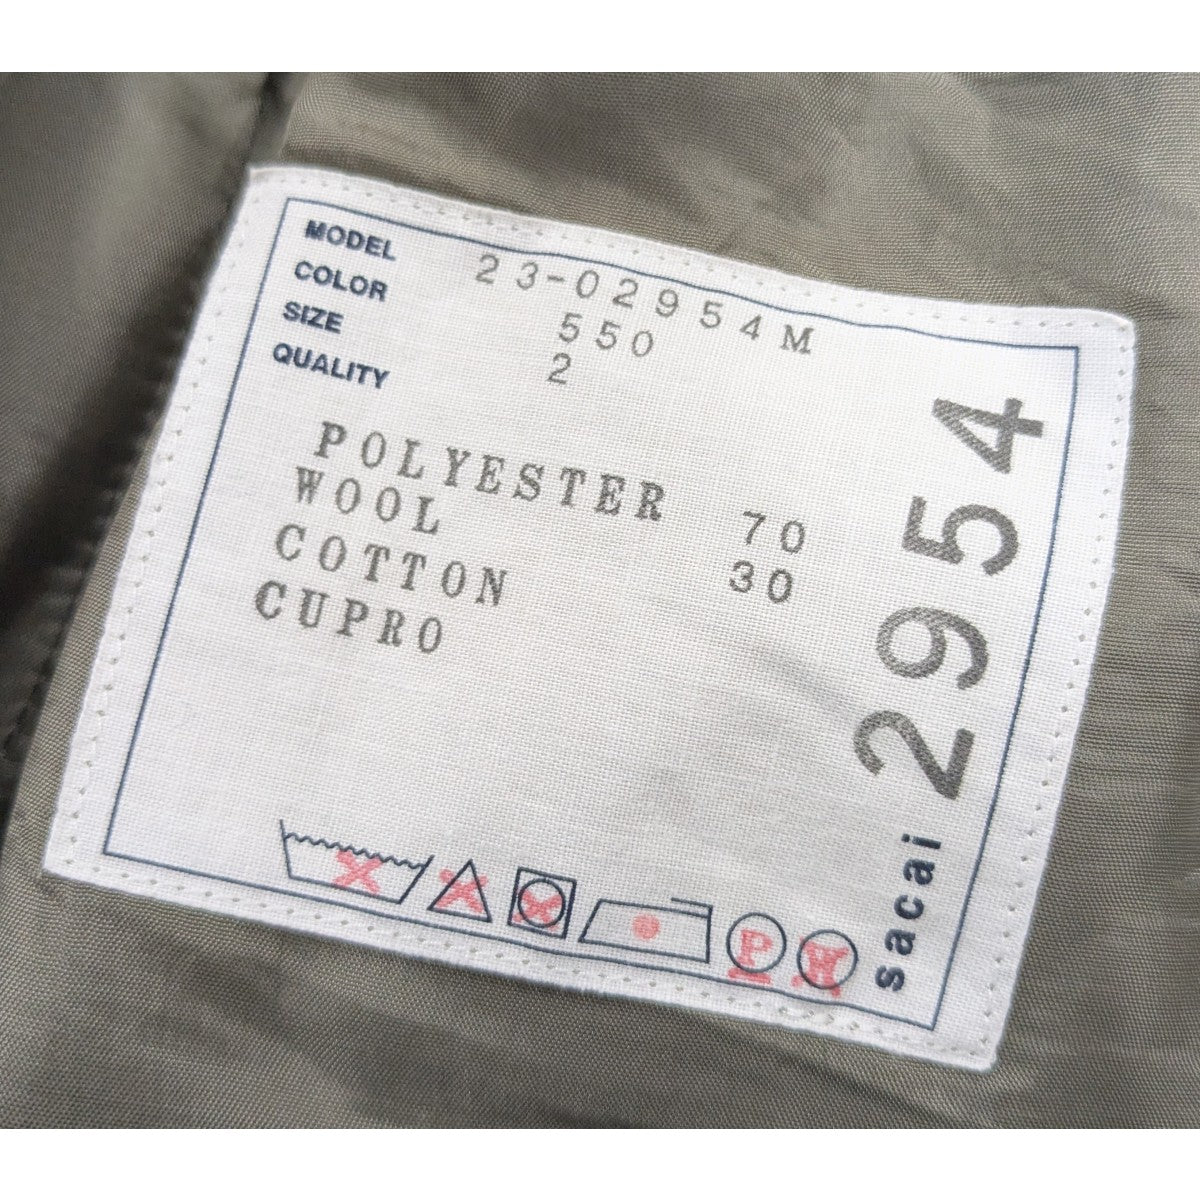 MODEL 23-02954M
COLOR 550
SIZE 2
QUALITY
POLYESTER 70
WOOL 30
COTTON
CUPRO
P W
sacai 2954